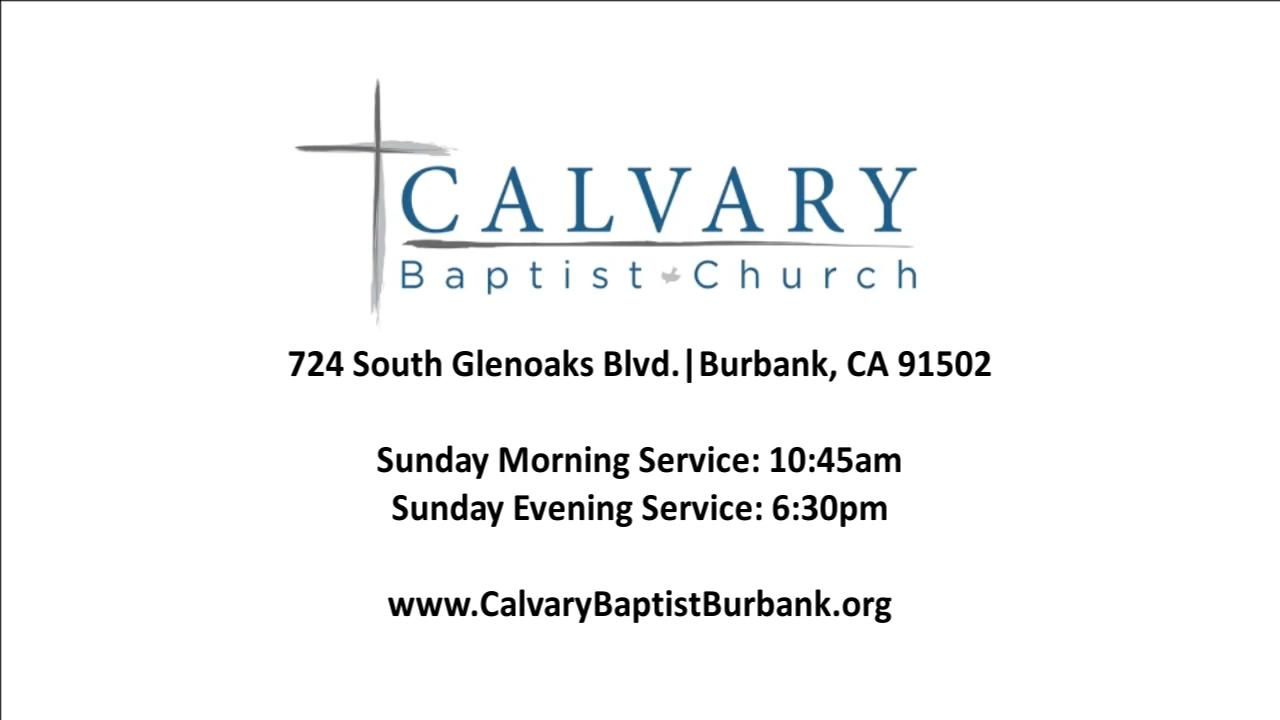 CALVARY
Baptist Church
724 South Glenoaks Blvd.|Burbank, CA 91502
Sunday Morning Service: 10:45am
Sunday Evening Service: 6:30pm
www.CalvaryBaptistBurbank.org